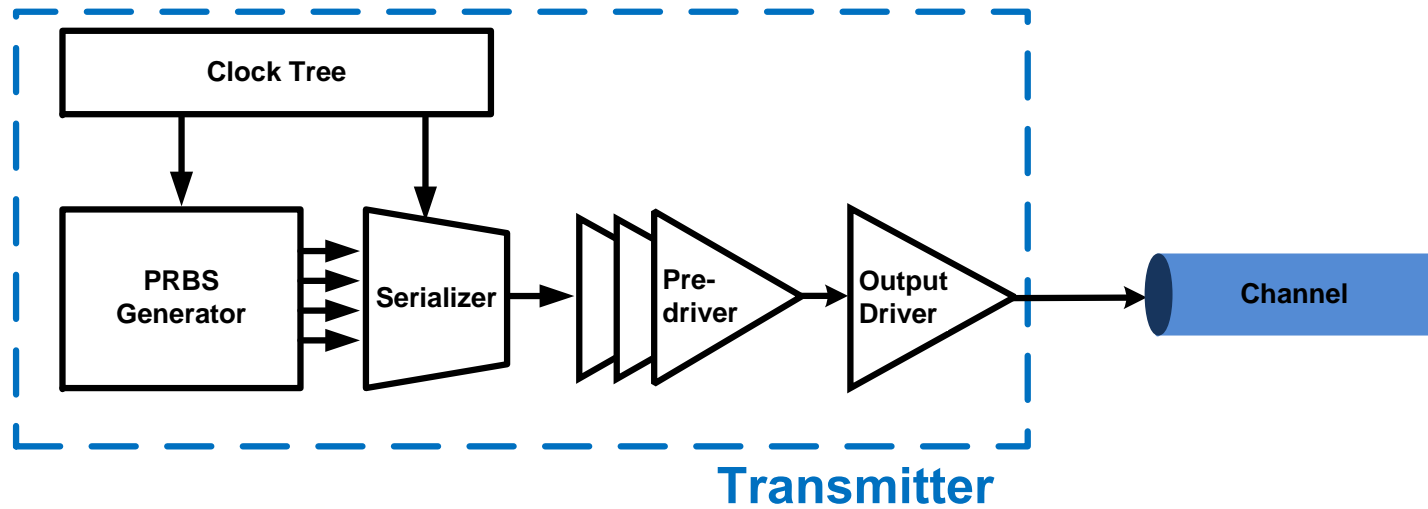 Clock Tree
PRBS
Generator
Serializer
Pre-
driver
Output
Driver
Channel
Transmitter